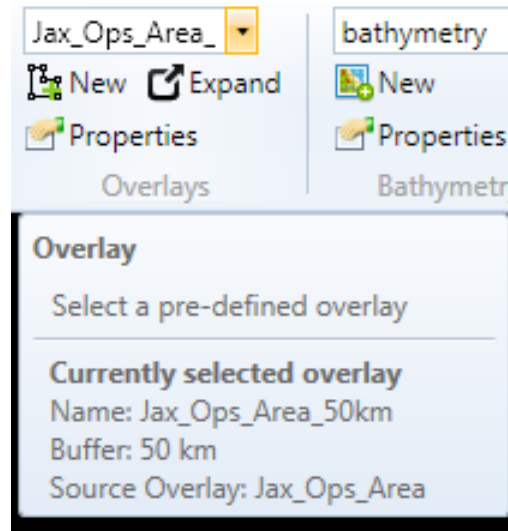 Jax_Ops_Area_ bathymetry
New Expand New
Properties Properties
Overlays Bathymetr
Overlay
Select a pre-defined overlay
Currently selected overlay
Name: Jax_Ops_Area_50km
Buffer: 50 km
Source Overlay: Jax_Ops_Area